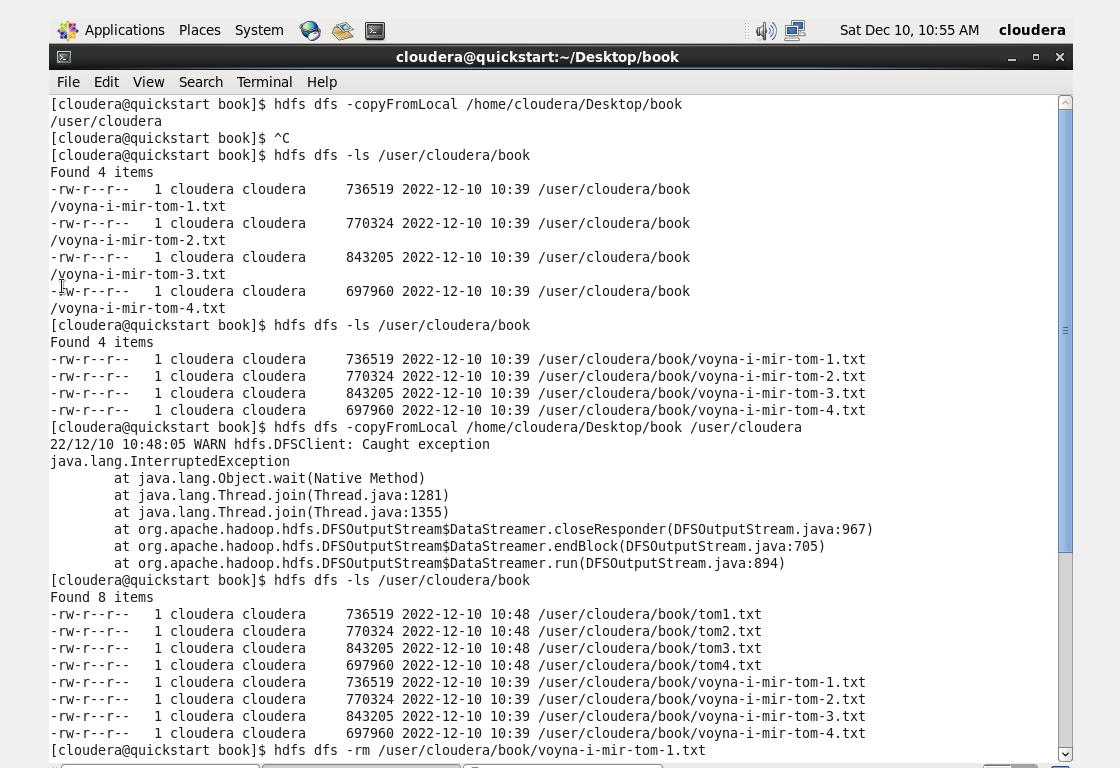 Applications Places System Sat Dec 10, 10:55 AM cloudera
cloudera@quickstart:~/Desktop/book
File Edit View Search Terminal Help
[cloudera@quickstart book]$ hdfs dfs -copyFromLocal /home/cloudera/Desktop/book
/user/cloudera
[cloudera@quickstart book]$ ^C
[cloudera@quickstart book]$ hdfs dfs -ls /user/cloudera/book
Found 4 items
-rw-r--r--   1 cloudera cloudera     736519 2022-12-10 10:39 /user/cloudera/book
/voyna-i-mir-tom-1.txt
-rw-r--r--   1 cloudera cloudera     770324 2022-12-10 10:39 /user/cloudera/book
/voyna-i-mir-tom-2.txt
-rw-r--r--   1 cloudera cloudera     843205 2022-12-10 10:39 /user/cloudera/book
/voyna-i-mir-tom-3.txt
-rw-r--r--   1 cloudera cloudera     697960 2022-12-10 10:39 /user/cloudera/book
/voyna-i-mir-tom-4.txt
[cloudera@quickstart book]$ hdfs dfs -ls /user/cloudera/book
Found 4 items
-rw-r--r--   1 cloudera cloudera     736519 2022-12-10 10:39 /user/cloudera/book/voyna-i-mir-tom-1.txt
-rw-r--r--   1 cloudera cloudera     770324 2022-12-10 10:39 /user/cloudera/book/voyna-i-mir-tom-2.txt
-rw-r--r--   1 cloudera cloudera     843205 2022-12-10 10:39 /user/cloudera/book/voyna-i-mir-tom-3.txt
-rw-r--r--   1 cloudera cloudera     697960 2022-12-10 10:39 /user/cloudera/book/voyna-i-mir-tom-4.txt
[cloudera@quickstart book]$ hdfs dfs -copyFromLocal /home/cloudera/Desktop/book /user/cloudera
22/12/10 10:48:05 WARN hdfs.DFSClient: Caught exception
java.lang.InterruptedException
        at java.lang.Object.wait(Native Method)
        at java.lang.Thread.join(Thread.java:1281)
        at java.lang.Thread.join(Thread.java:1355)
        at org.apache.hadoop.hdfs.DFSOutputStream$DataStreamer.closeResponder(DFSOutputStream.java:967)
        at org.apache.hadoop.hdfs.DFSOutputStream$DataStreamer.endBlock(DFSOutputStream.java:705)
        at org.apache.hadoop.hdfs.DFSOutputStream$DataStreamer.run(DFSOutputStream.java:894)
[cloudera@quickstart book]$ hdfs dfs -ls /user/cloudera/book
Found 8 items
-rw-r--r--   1 cloudera cloudera     736519 2022-12-10 10:48 /user/cloudera/book/tom1.txt
-rw-r--r--   1 cloudera cloudera     770324 2022-12-10 10:48 /user/cloudera/book/tom2.txt
-rw-r--r--   1 cloudera cloudera     843205 2022-12-10 10:48 /user/cloudera/book/tom3.txt
-rw-r--r--   1 cloudera cloudera     697960 2022-12-10 10:48 /user/cloudera/book/tom4.txt
-rw-r--r--   1 cloudera cloudera     736519 2022-12-10 10:39 /user/cloudera/book/voyna-i-mir-tom-1.txt
-rw-r--r--   1 cloudera cloudera     770324 2022-12-10 10:39 /user/cloudera/book/voyna-i-mir-tom-2.txt
-rw-r--r--   1 cloudera cloudera     843205 2022-12-10 10:39 /user/cloudera/book/voyna-i-mir-tom-3.txt
-rw-r--r--   1 cloudera cloudera     697960 2022-12-10 10:39 /user/cloudera/book/voyna-i-mir-tom-4.txt
[cloudera@quickstart book]$ hdfs dfs -rm /user/cloudera/book/voyna-i-mir-tom-1.txt